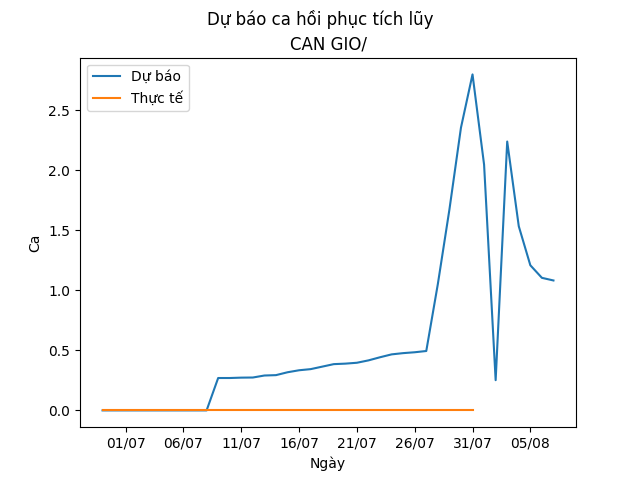 Dự báo ca hồi phục tích lũy
CAN GIO/
Dự báo
Thực tế
Ca
2.5
2.0
1.5
1.0
0.5
0.0
01/07 06/07 11/07 16/07 21/07 26/07 31/07 05/08
Ngày